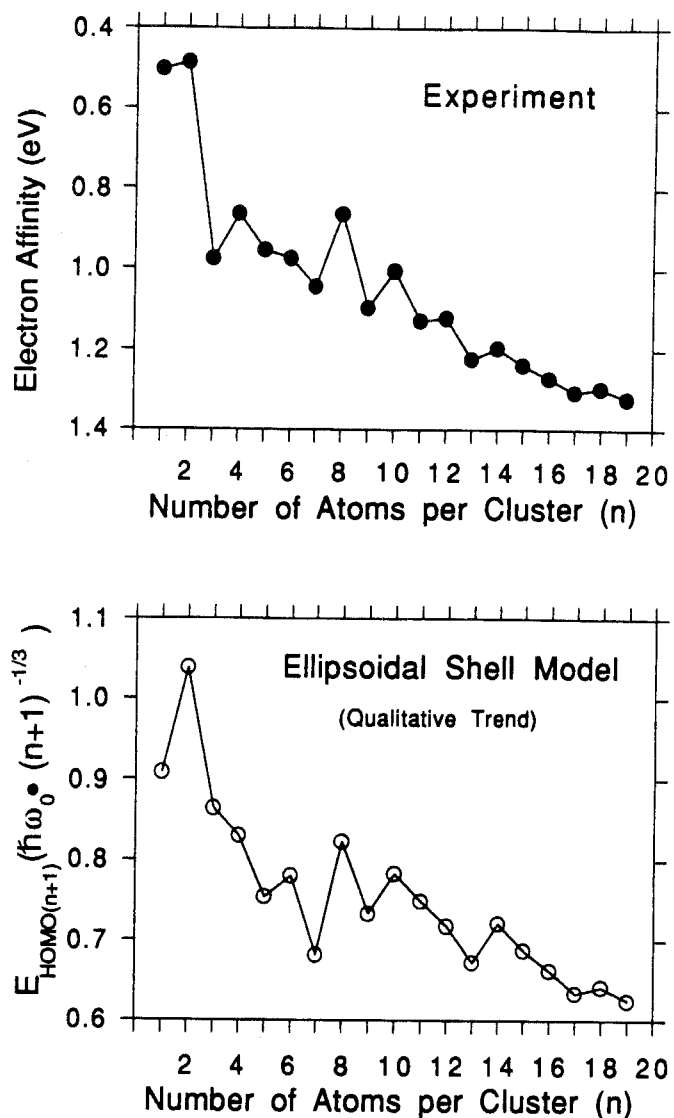 Experiment
Electron Affinity (eV)
0.4
0.6
0.8
1.0
1.2
1.4
2 4 6 8 10 12 14 16 18 20
Number of Atoms per Cluster (n)
Ellipsoidal Shell Model
(Qualitative Trend)
E_HOMO(n+1) (ħω₀• (n+1)^-1/3)
1.1
1.0
0.9
0.8
0.7
0.6
2 4 6 8 10 12 14 16 18 20
Number of Atoms per Cluster (n)